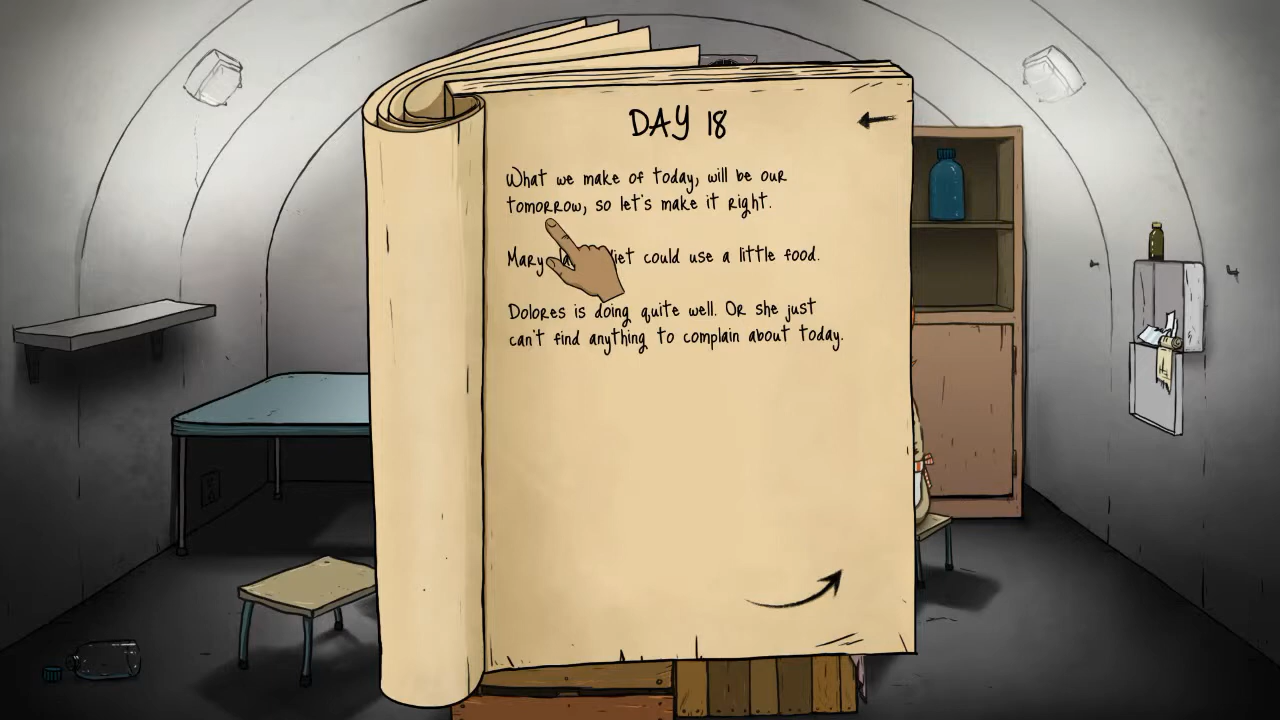 DAY 18
What we make of today, will be our
tomorrow, so let's make it right.
Mary diet could use a little food.
Dolores is doing quite well. Or she just
can't find anything to complain about today.